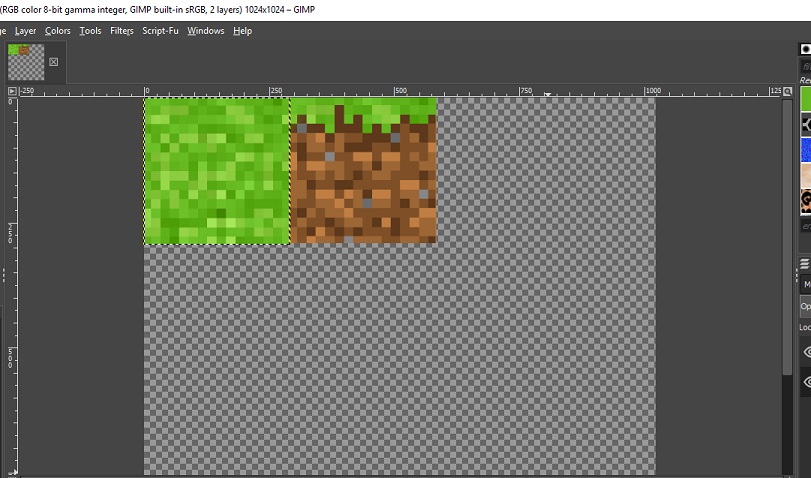 (RGB color 8-bit gamma integer, GIMP built-in sRGB, 2 layers) 1024x1024 – GIMP
ge Layer Colors Tools Filters Script-Fu Windows Help
-250 0 250 500 750 1000 125
0
250
500
Re
M
Op
Loc